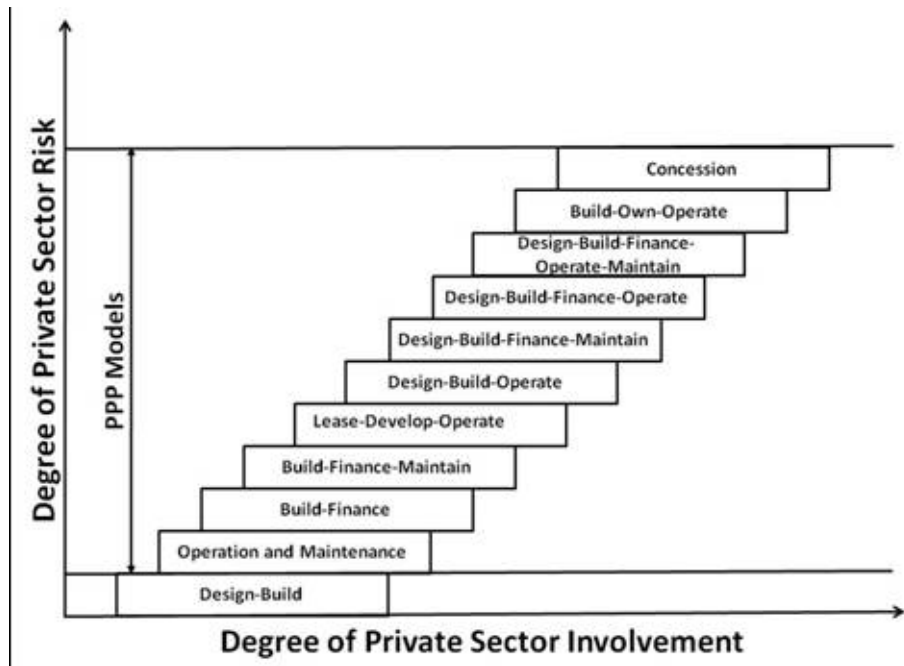 Degree of Private Sector Risk
PPP Models
Concession
Build-Own-Operate
Design-Build-Finance-
Operate-Maintain
Design-Build-Finance-Operate
Design-Build-Finance-Maintain
Design-Build-Operate
Lease-Develop-Operate
Build-Finance-Maintain
Build-Finance
Operation and Maintenance
Design-Build
Degree of Private Sector Involvement